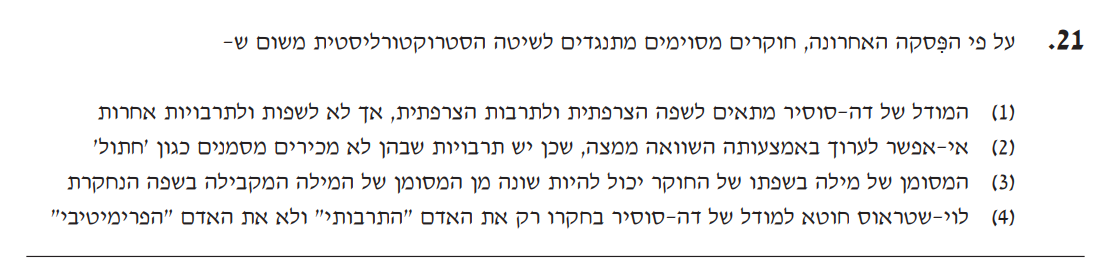 21. על פי הפִּסקה האחרונה, חוקרים מסוימים מתנגדים לשיטה הסטרוקטורליסטית משום ש-
(1) המודל של דה-סוסיר מתאים לשפה הצרפתית ולתרבות הצרפתית, אך לא לשפות ולתרבויות אחרות
(2) אי-אפשר לערוך באמצעותה השוואה ממצה, שכן יש תרבויות שבהן לא מכירים מסמנים כגון 'חתול'
(3) המסומן של מילה בשפתו של החוקר יכול להיות שונה מן המסומן של המילה המקבילה בשפה הנחקרת
(4) לוי-שטראוס חוטא למודל של דה-סוסיר בחקרו רק את האדם "התרבותי" ולא את האדם "הפרימיטיבי"